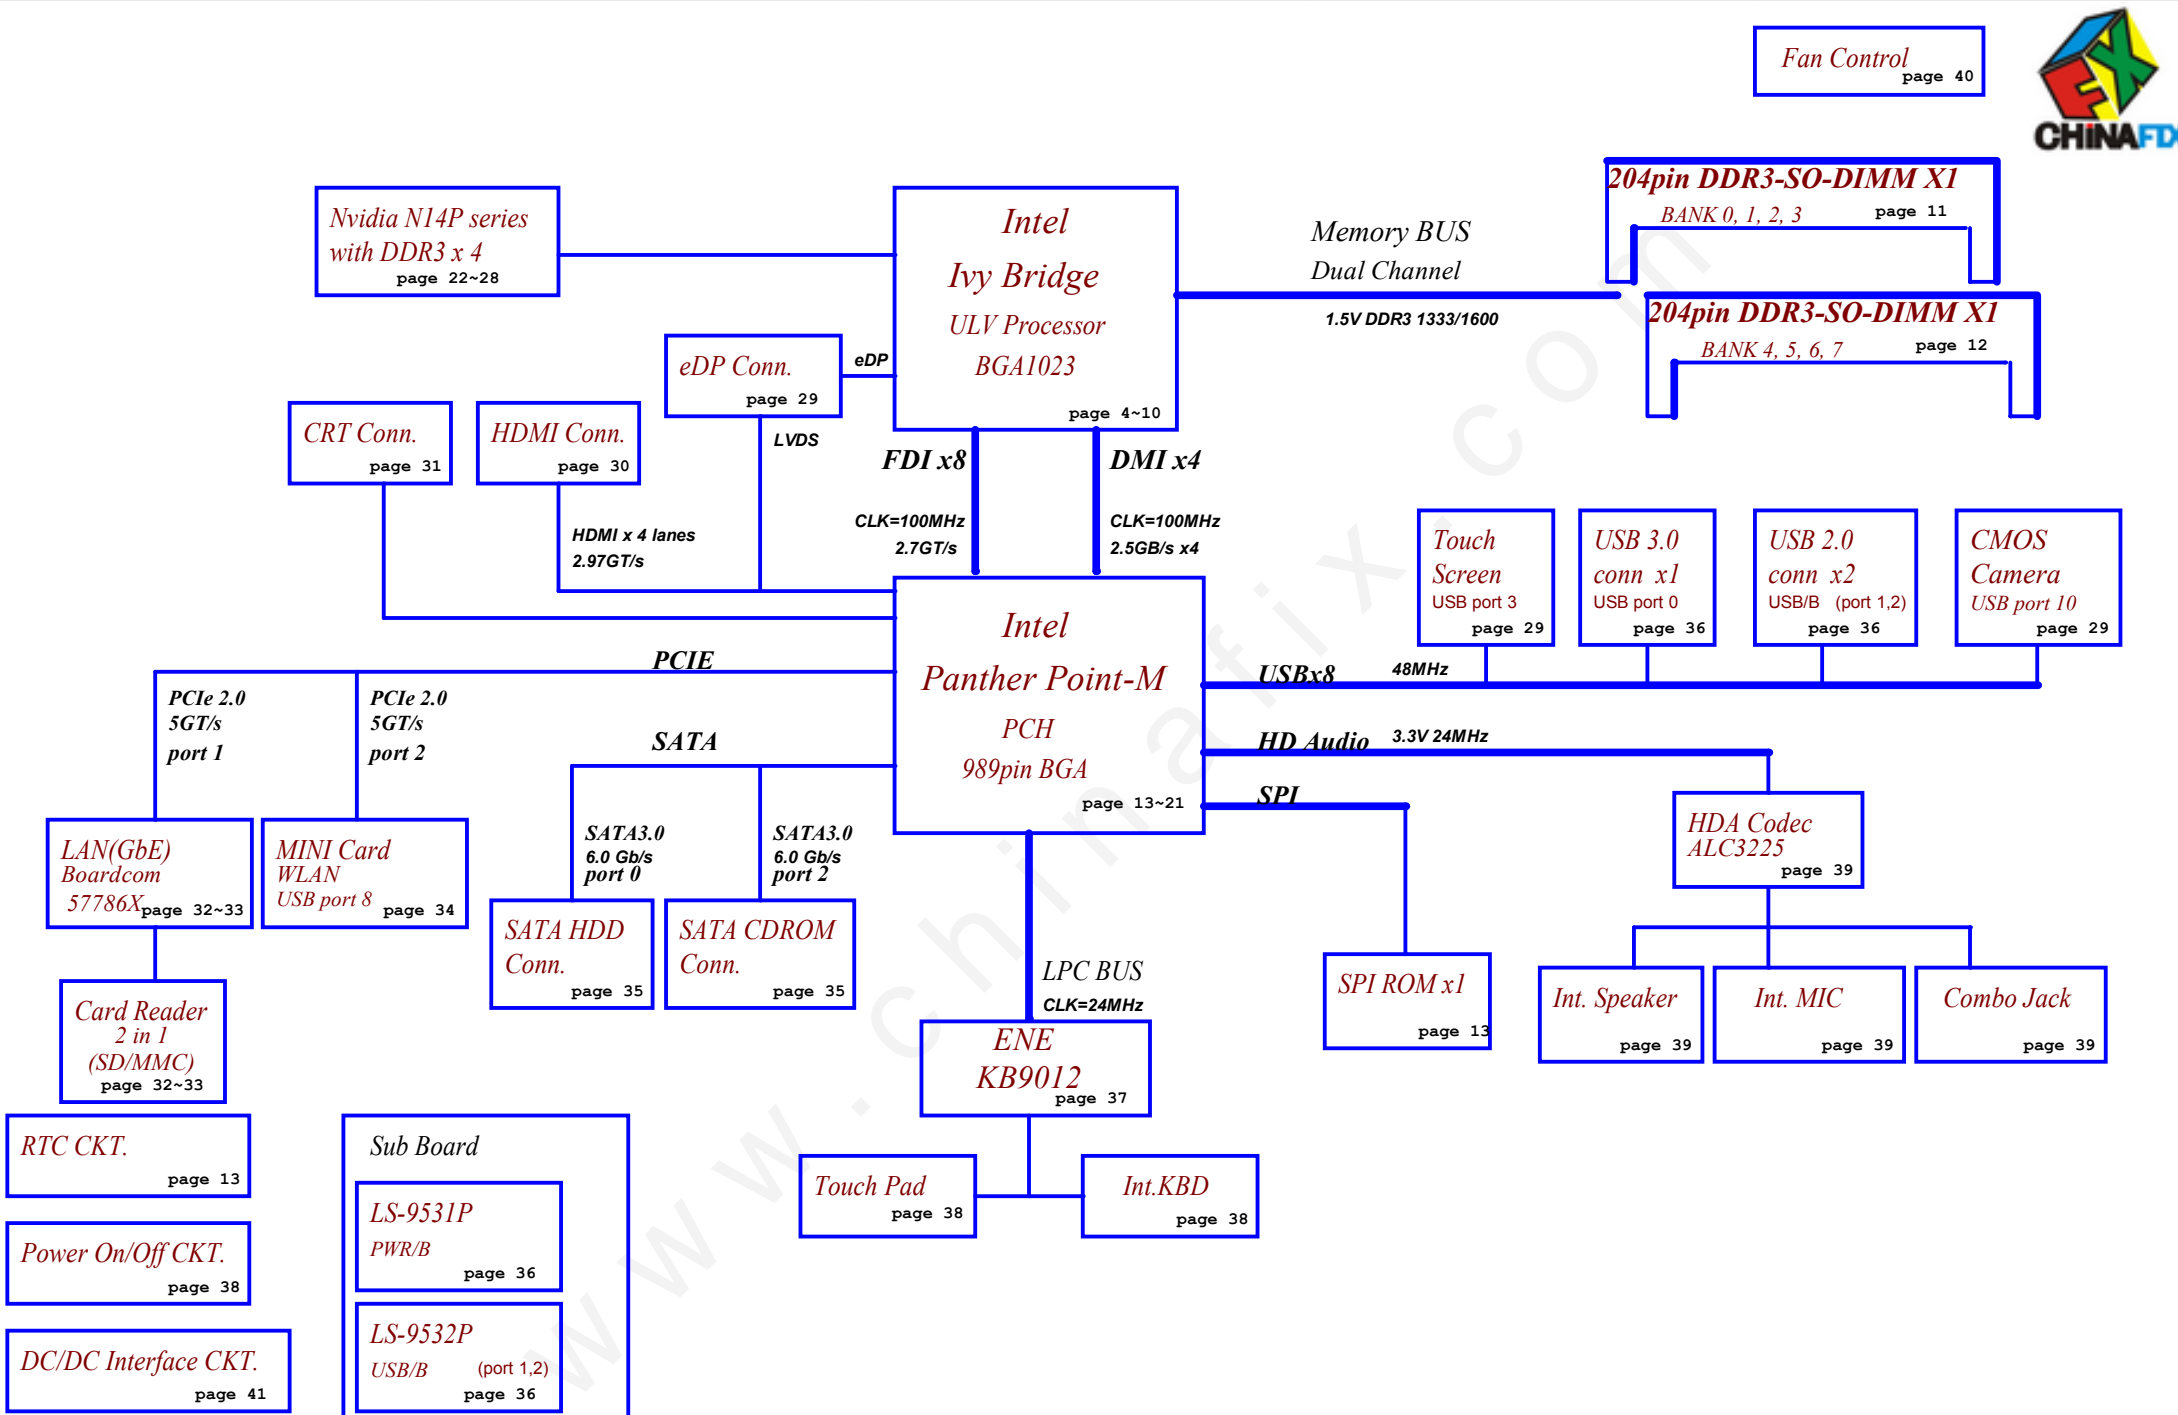 Fan Control
page 40
CHINAFIX
Nvidia N14P series
with DDR3 x 4
page 22~28
Intel
Ivy Bridge
ULV Processor
BGA1023
page 4~10
Memory BUS
Dual Channel
1.5V DDR3 1333/1600
204pin DDR3-SO-DIMM X1
BANK 0, 1, 2, 3
page 11
204pin DDR3-SO-DIMM X1
BANK 4, 5, 6, 7
page 12
eDP Conn.
page 29
eDP
LVDS
CRT Conn.
page 31
HDMI Conn.
page 30
HDMI x 4 lanes
2.97GT/s
FDI x8
CLK=100MHz
2.7GT/s
DMI x4
CLK=100MHz
2.5GB/s x4
Touch
Screen
USB port 3
page 29
USB 3.0
conn x1
USB port 0
page 36
USB 2.0
conn x2
USB/B (port 1,2)
page 36
CMOS
Camera
USB port 10
page 29
Intel
Panther Point-M
PCH
989pin BGA
page 13~21
PCIE
PCIe 2.0
5GT/s
port 1
PCIe 2.0
5GT/s
port 2
SATA
SATA3.0
6.0 Gb/s
port 0
SATA3.0
6.0 Gb/s
port 2
USBx8
48MHz
HD Audio
3.3V 24MHz
SPI
LAN(GbE)
Boardcom
57786X
page 32~33
MINI Card
WLAN
USB port 8
page 34
SATA HDD
Conn.
page 35
SATA CDROM
Conn.
page 35
HDA Codec
ALC3225
page 39
Card Reader
2 in 1
(SD/MMC)
page 32~33
LPC BUS
CLK=24MHz
SPI ROM x1
page 13
Int. Speaker
page 39
Int. MIC
page 39
Combo Jack
page 39
ENE
KB9012
page 37
Touch Pad
page 38
Int.KBD
page 38
RTC CKT.
page 13
Power On/Off CKT.
page 38
DC/DC Interface CKT.
page 41
Sub Board
LS-9531P
PWR/B
page 36
LS-9532P
USB/B (port 1,2)
page 36
www.chinafix.com